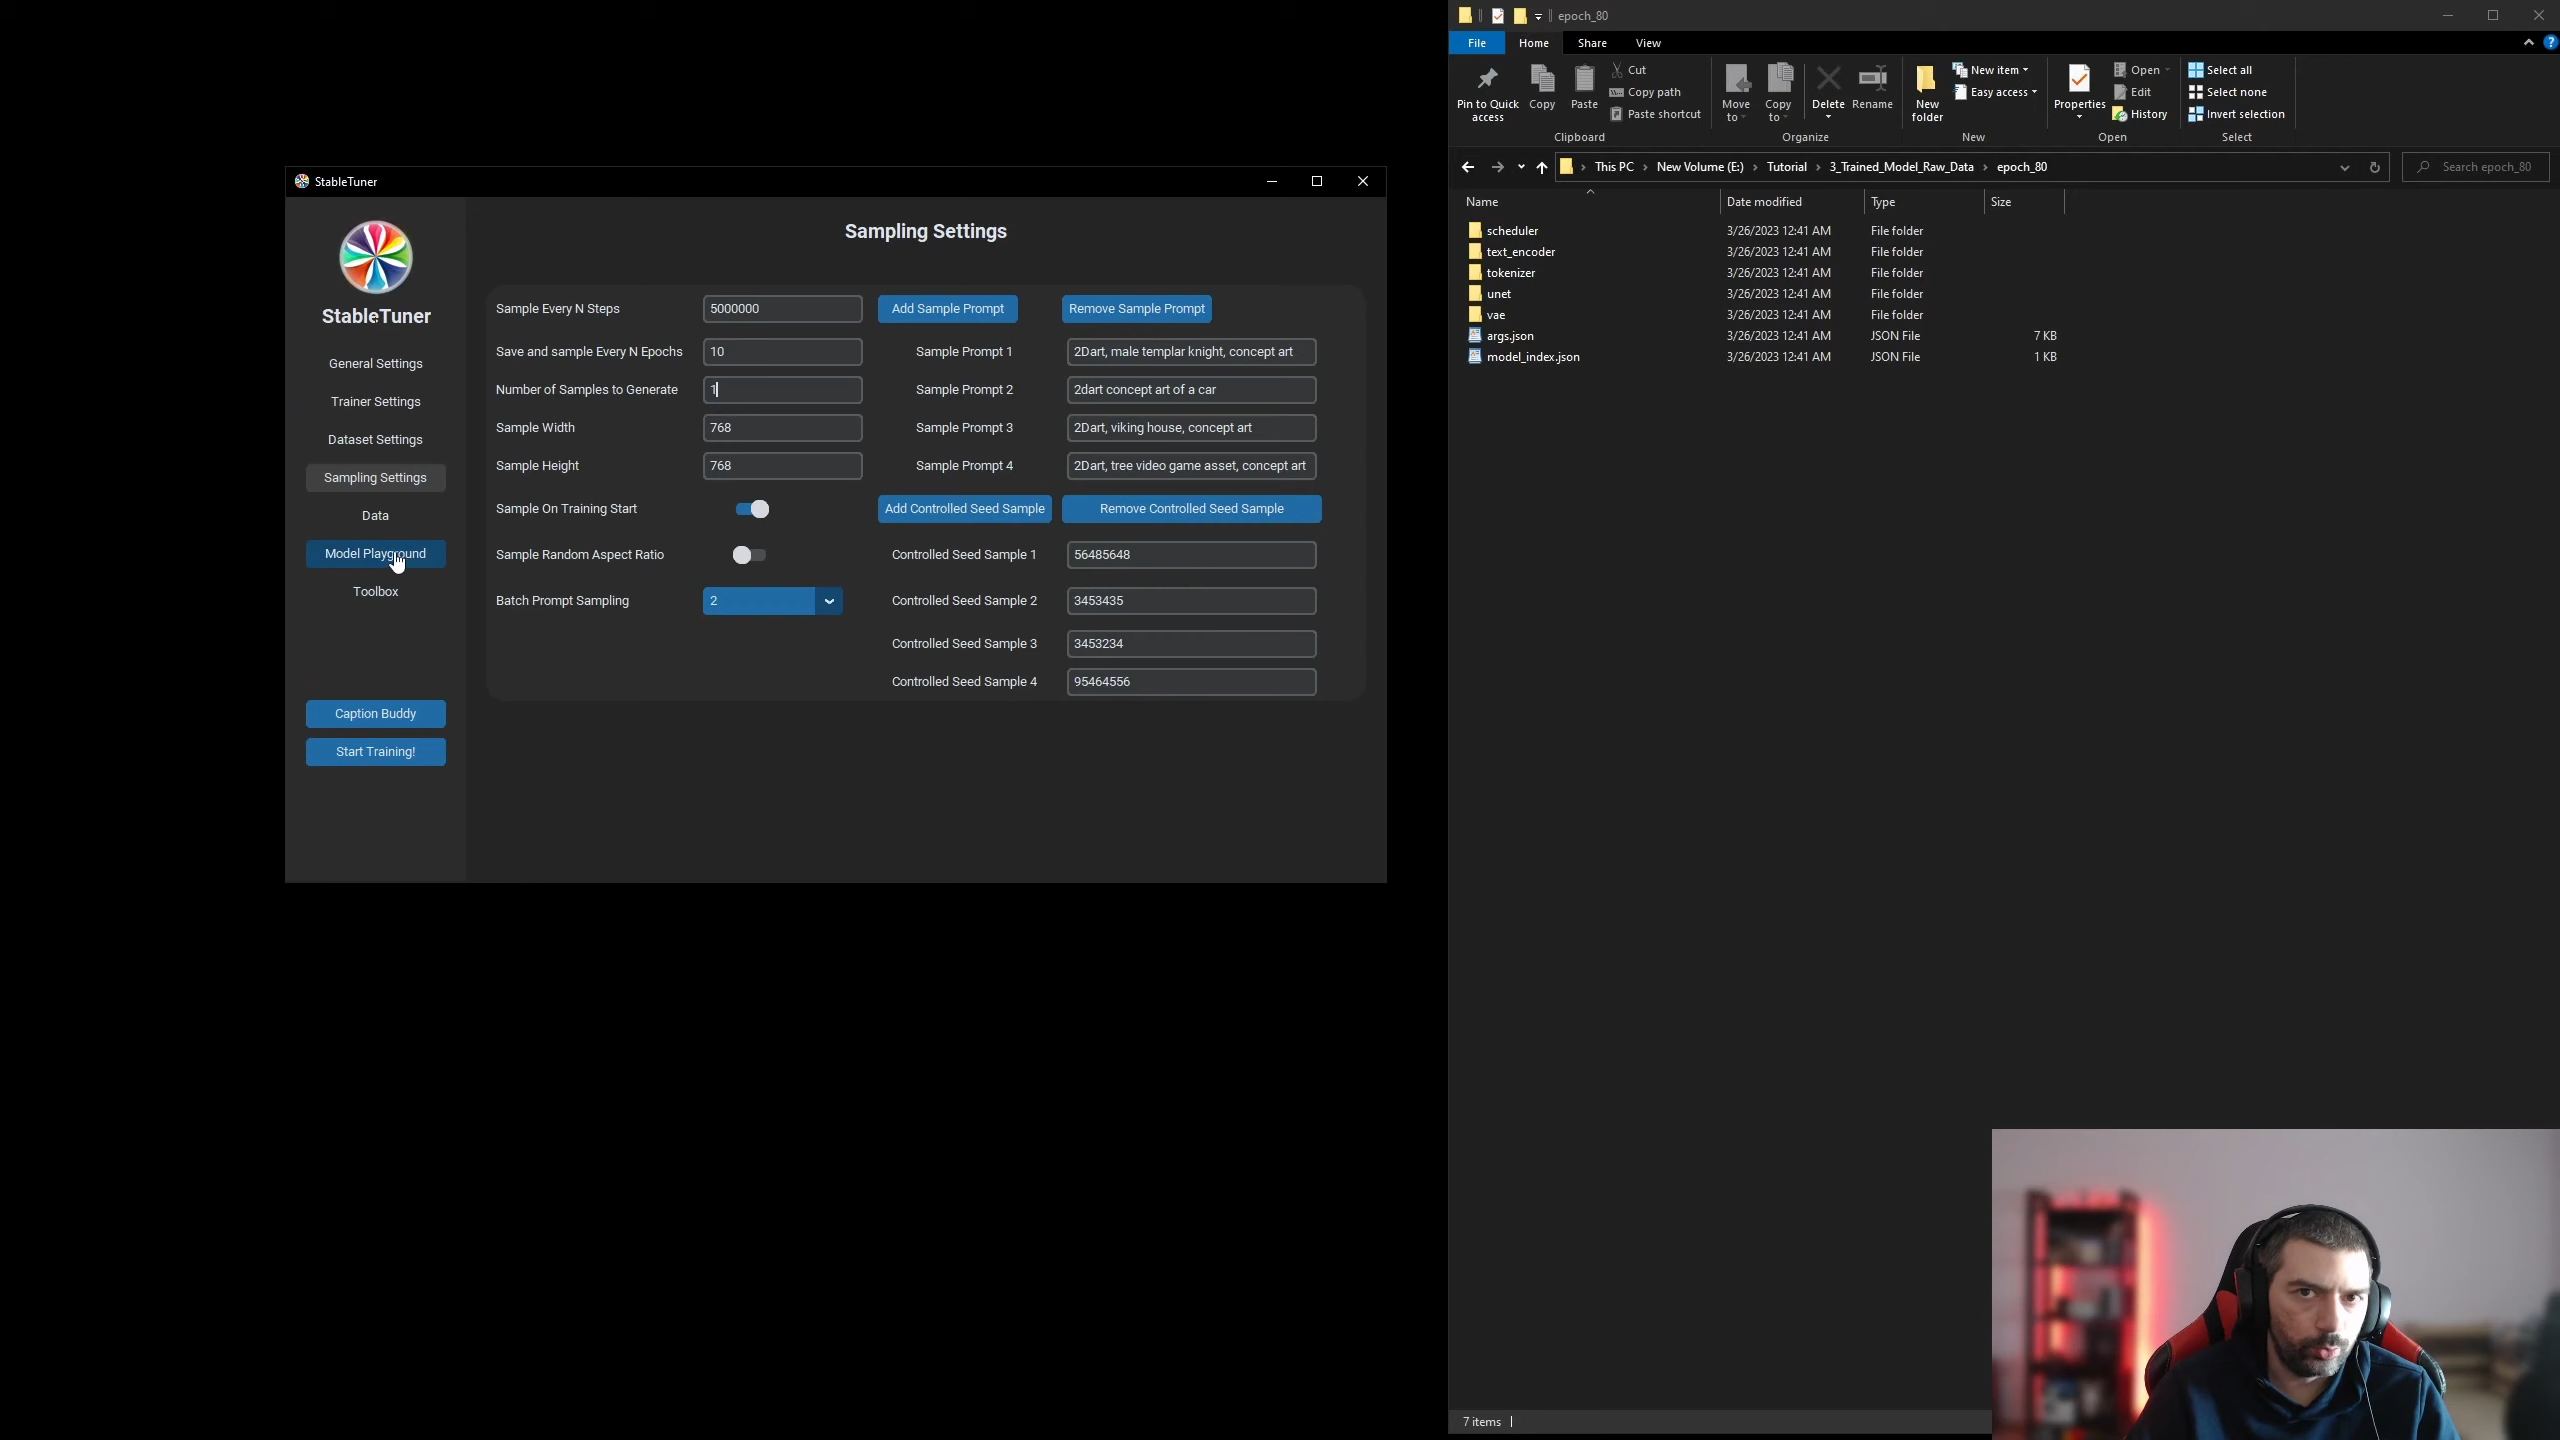 StableTuner
StableTuner
General Settings
Trainer Settings
Dataset Settings
Sampling Settings
Data
Model Playground
Toolbox
Caption Buddy
Start Training!
Sampling Settings
Sample Every N Steps 5000000 Add Sample Prompt Remove Sample Prompt
Save and sample Every N Epochs 10 Sample Prompt 1 2Dart, male templar knight, concept art
Number of Samples to Generate 1 Sample Prompt 2 2dart concept art of a car
Sample Width 768 Sample Prompt 3 2Dart, viking house, concept art
Sample Height 768 Sample Prompt 4 2Dart, tree video game asset, concept art
Sample On Training Start Add Controlled Seed Sample Remove Controlled Seed Sample
Sample Random Aspect Ratio Controlled Seed Sample 1 56485648
Batch Prompt Sampling 2 Controlled Seed Sample 2 3453435
Controlled Seed Sample 3 3453234
Controlled Seed Sample 4 95464556
epoch_80
File Home Share View
Pin to Quick access
Copy
Paste
Cut
Copy path
Paste shortcut
Clipboard
Move to
Copy to
Delete
Rename
Organize
New folder
New item
Easy access
New
Properties
Open
Edit
History
Open
Select all
Select none
Invert selection
Select
This PC > New Volume (E:) > Tutorial > 3_Trained_Model_Raw_Data > epoch_80
Search epoch_80
Name Date modified Type Size
scheduler 3/26/2023 12:41 AM File folder
text_encoder 3/26/2023 12:41 AM File folder
tokenizer 3/26/2023 12:41 AM File folder
unet 3/26/2023 12:41 AM File folder
vae 3/26/2023 12:41 AM File folder
args.json 3/26/2023 12:41 AM JSON File 7 KB
model_index.json 3/26/2023 12:41 AM JSON File 1 KB
7 items